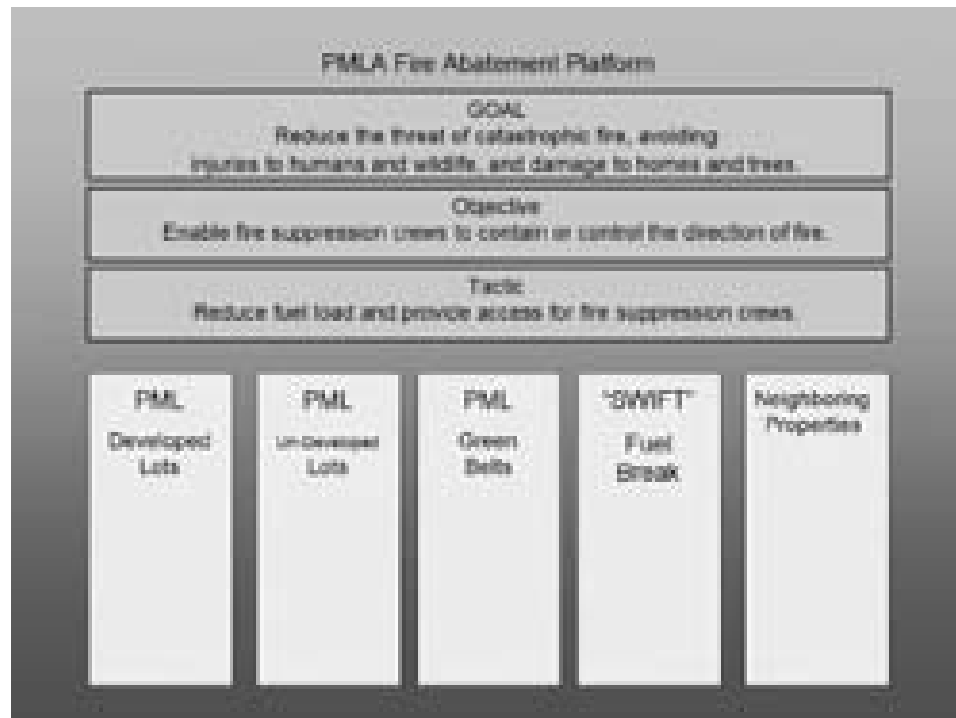 PMLA Fire Abatement Platform
GOAL
Reduce the threat of catastrophic fire, avoiding
injuries to humans and wildlife, and damage to homes and trees.
Objective
Enable fire suppression crews to contain or control the direction of fire.
Tactic
Reduce fuel load and provide access for fire suppression crews
PML
Developed
Lots
PML
Un-Developed
Lots
PML
Green
Belts
"SWIFT"
Fuel
Break
Neighboring
Properties